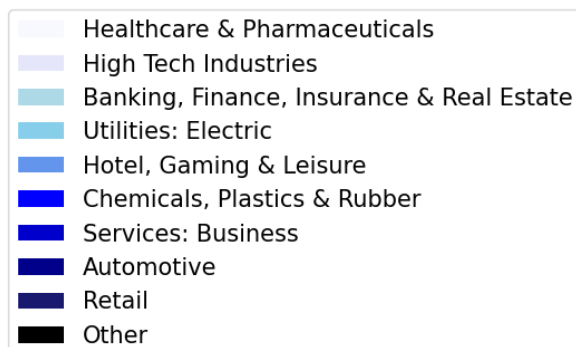 Healthcare & Pharmaceuticals
High Tech Industries
Banking, Finance, Insurance & Real Estate
Utilities: Electric
Hotel, Gaming & Leisure
Chemicals, Plastics & Rubber
Services: Business
Automotive
Retail
Other